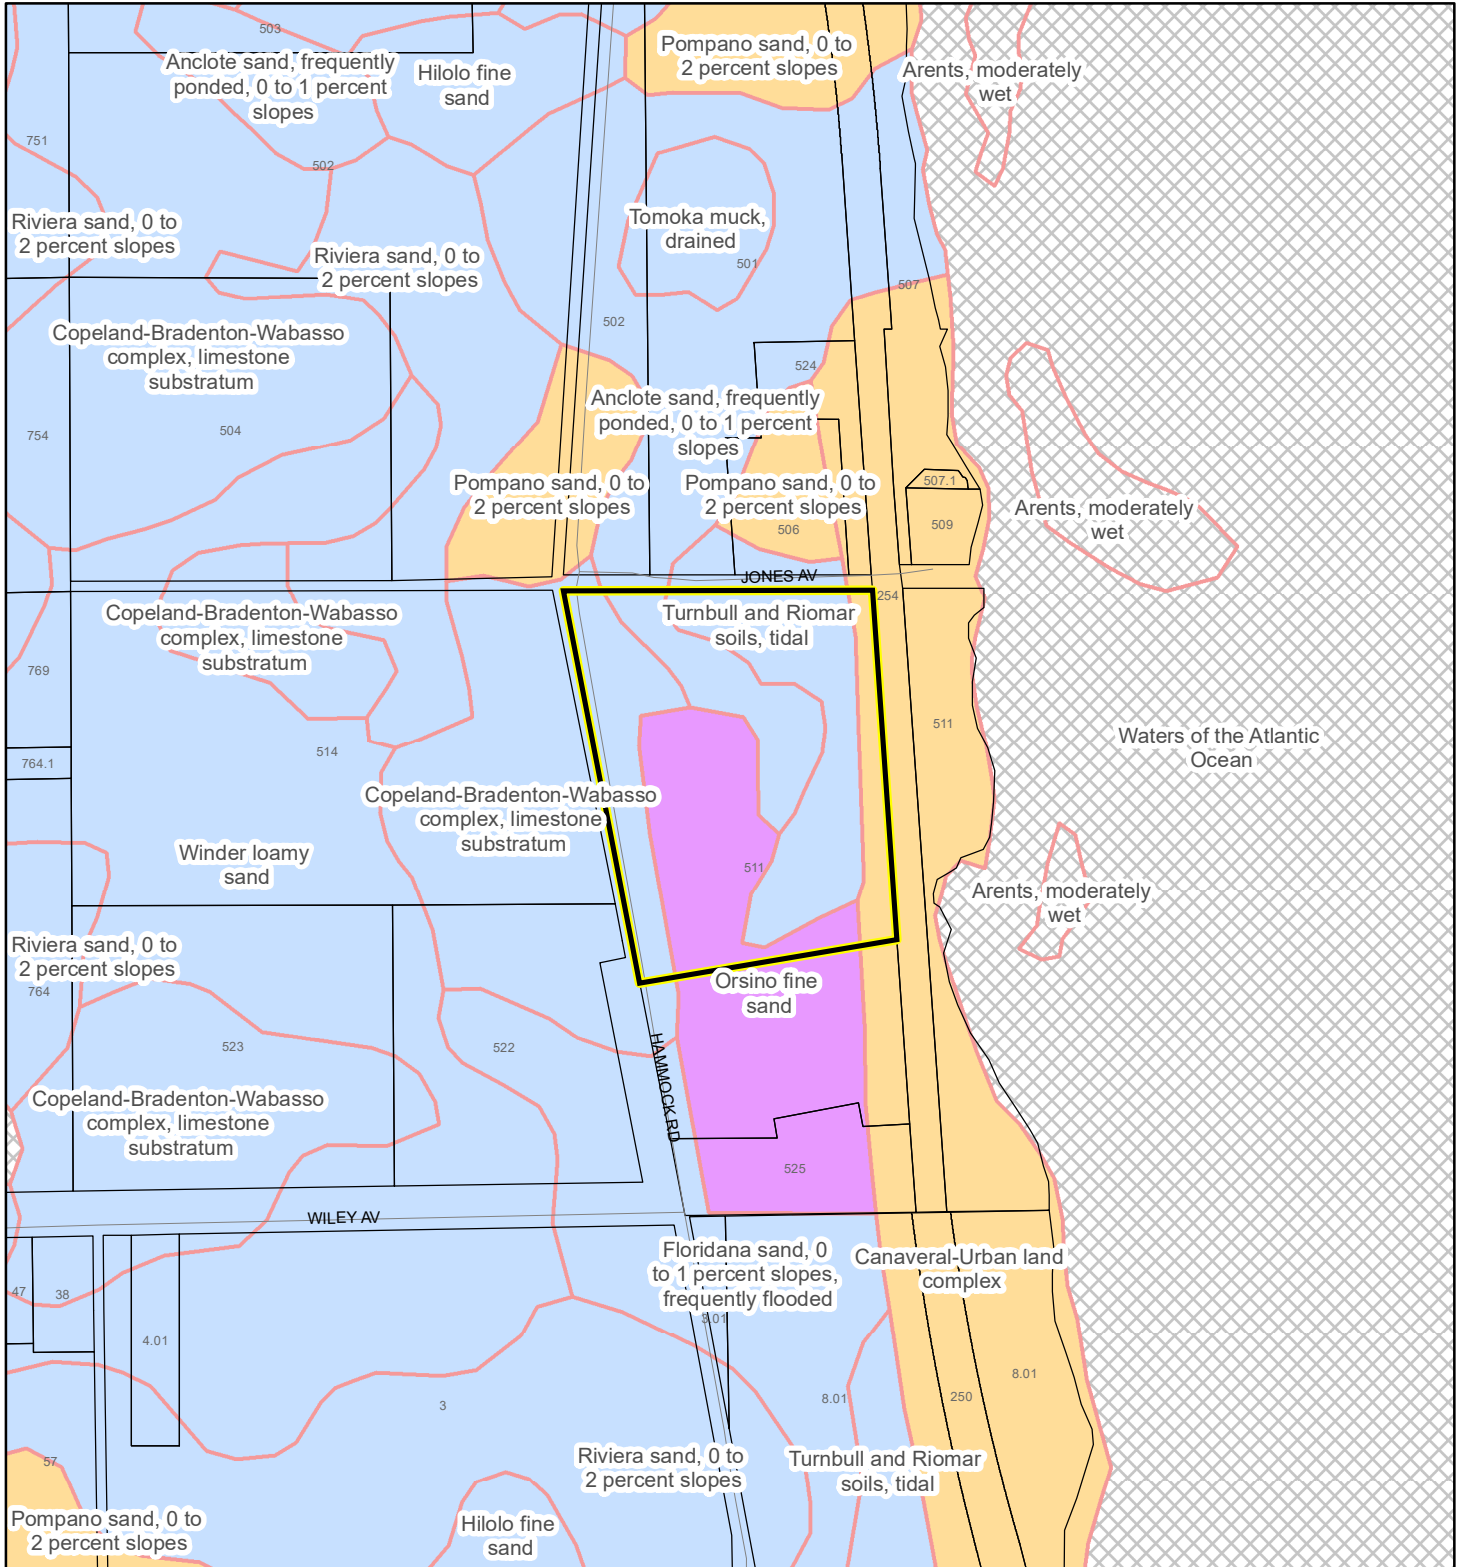 503
Anclote sand, frequently
ponded, 0 to 1 percent
slopes
Hilolo fine
sand
Pompano sand, 0 to
2 percent slopes
Arents, moderately
wet
751
502
Riviera sand, 0 to
2 percent slopes
Riviera sand, 0 to
2 percent slopes
Tomoka muck,
drained
501
507
502
Copeland-Bradenton-Wabasso
complex, limestone
substratum
524
Anclote sand, frequently
ponded, 0 to 1 percent
slopes
754
504
Pompano sand, 0 to
2 percent slopes
Pompano sand, 0 to
2 percent slopes
507.1
509
506
Arents, moderately
wet
JONES AV
254
Copeland-Bradenton-Wabasso
complex, limestone
substratum
Turnbull and Riomar
soils, tidal
769
511
514
764.1
Waters of the Atlantic
Ocean
Copeland-Bradenton-Wabasso
complex, limestone
substratum
Winder loamy
sand
511
Arents, moderately
wet
Riviera sand, 0 to
2 percent slopes
764
Orsino fine
sand
523
522
HAMMOCK RD
Copeland-Bradenton-Wabasso
complex, limestone
substratum
525
WILEY AV
Floridana sand, 0
to 1 percent slopes,
frequently flooded
Canaveral-Urban land
complex
47
38
4.01
3.01
3
8.01
250
8.01
57
Riviera sand, 0 to
2 percent slopes
Turnbull and Riomar
soils, tidal
Pompano sand, 0 to
2 percent slopes
Hilolo fine
sand